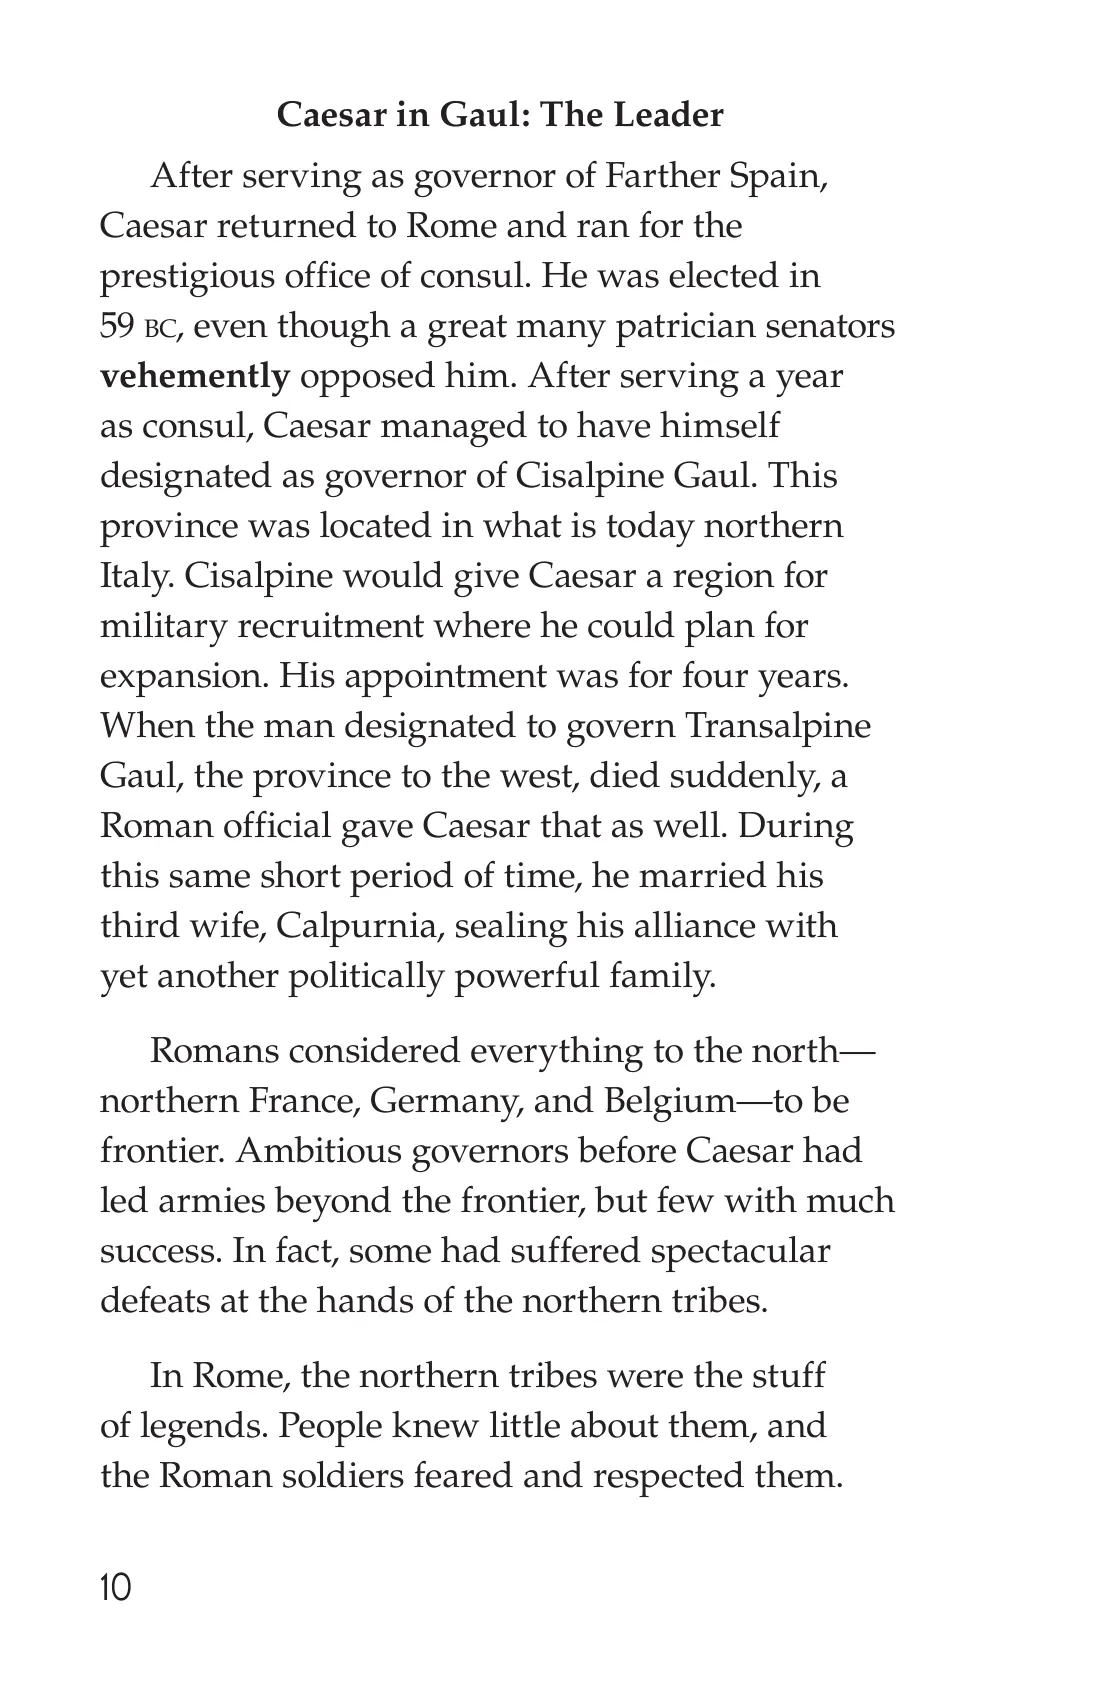 Caesar in Gaul: The Leader
After serving as governor of Farther Spain,
Caesar returned to Rome and ran for the
prestigious office of consul. He was elected in
59 BC, even though a great many patrician senators
vehemently opposed him. After serving a year
as consul, Caesar managed to have himself
designated as governor of Cisalpine Gaul. This
province was located in what is today northern
Italy. Cisalpine would give Caesar a region for
military recruitment where he could plan for
expansion. His appointment was for four years.
When the man designated to govern Transalpine
Gaul, the province to the west, died suddenly, a
Roman official gave Caesar that as well. During
this same short period of time, he married his
third wife, Calpurnia, sealing his alliance with
yet another politically powerful family.
Romans considered everything to the north—
northern France, Germany, and Belgium—to be
frontier. Ambitious governors before Caesar had
led armies beyond the frontier, but few with much
success. In fact, some had suffered spectacular
defeats at the hands of the northern tribes.
In Rome, the northern tribes were the stuff
of legends. People knew little about them, and
the Roman soldiers feared and respected them.
10